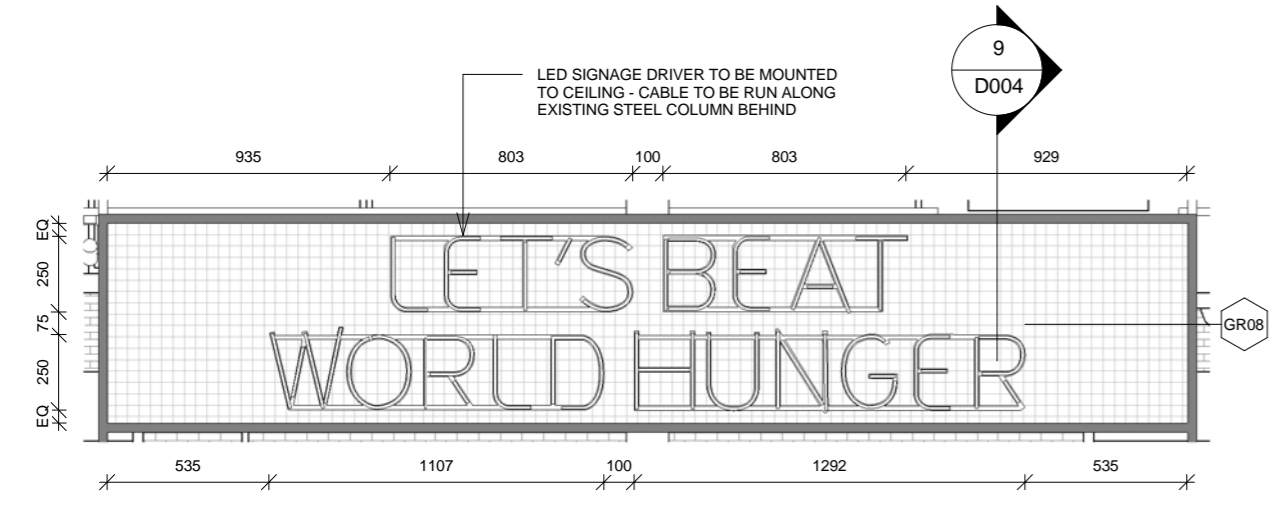 9
D004
LED SIGNAGE DRIVER TO BE MOUNTED
TO CEILING - CABLE TO BE RUN ALONG
EXISTING STEEL COLUMN BEHIND
935 803 100 803 929
EQ
250
75
250
EQ
LET'S BEAT
WORLD HUNGER
GR08
535 1107 100 1292 535